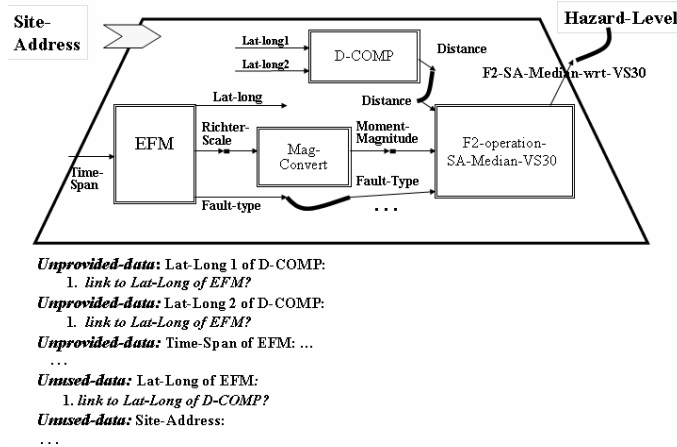 Site-
Address
Hazard-Level
Lat-long1
Lat-long2
D-COMP
Distance
F2-SA-Median-wrt-VS30
Lat-long
Distance
EFM
Richter-
Scale
Mag-
Convert
Moment-
Magnitude
F2-operation-
SA-Median-VS30
Time-
Span
Fault-type
Fault-Type
...
Unprovided-data: Lat-Long 1 of D-COMP:
1. link to Lat-Long of EFM?
Unprovided-data: Lat-Long 2 of D-COMP:
1. link to Lat-Long of EFM?
Unprovided-data: Time-Span of EFM: ...
...
Unused-data: Lat-Long of EFM:
1. link to Lat-Long of D-COMP?
Unused-data: Site-Address:
...